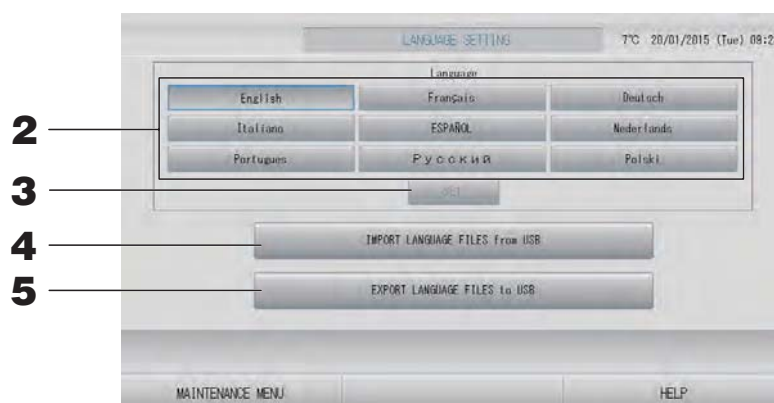 LANGUAGE SETTING 7°C 20/01/2015 (Tue) 09:2
Language
English Français Deutsch
2 Italiano ESPAÑOL Nederlands
Portugues Русский Polski
3 SET
4 IMPORT LANGUAGE FILES from USB
5 EXPORT LANGUAGE FILES to USB
MAINTENANCE MENU HELP